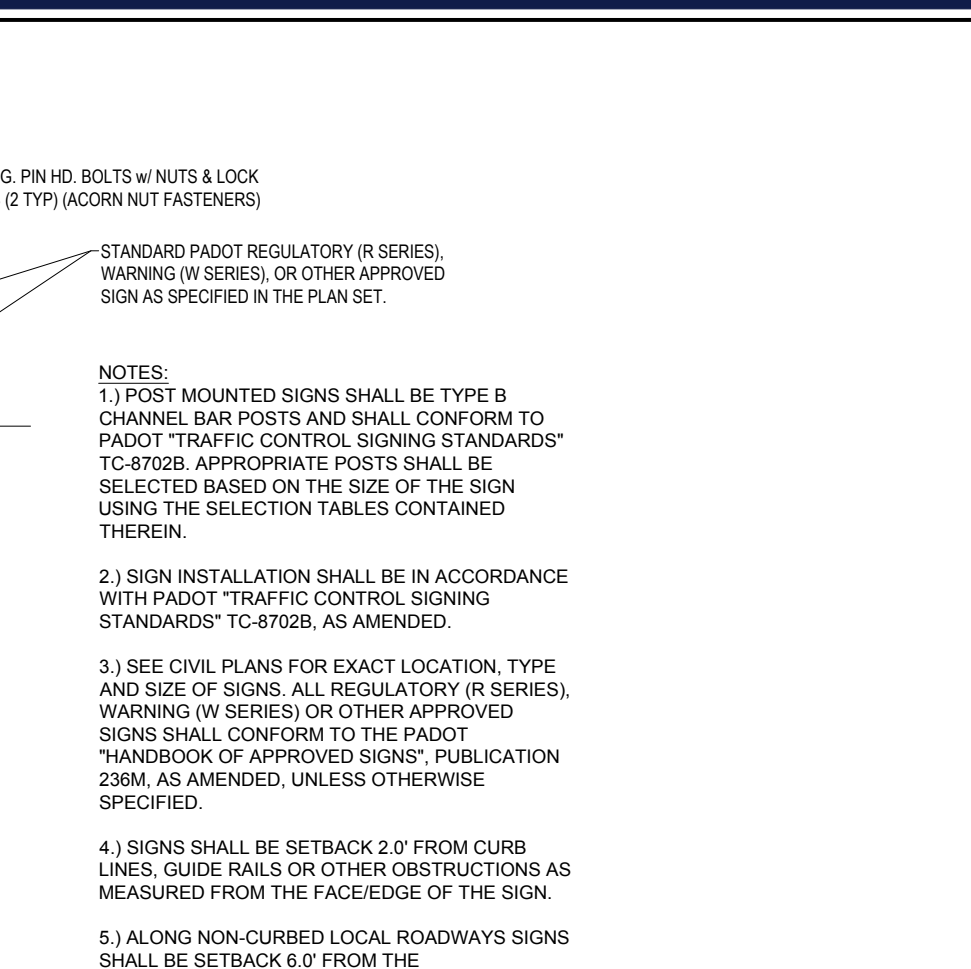 G. PIN HD. BOLTS w/ NUTS & LOCK
(2 TYP) (ACORN NUT FASTENERS)
STANDARD PADOT REGULATORY (R SERIES),
WARNING (W SERIES), OR OTHER APPROVED
SIGN AS SPECIFIED IN THE PLAN SET.
NOTES:
1.) POST MOUNTED SIGNS SHALL BE TYPE B
CHANNEL BAR POSTS AND SHALL CONFORM TO
PADOT "TRAFFIC CONTROL SIGNING STANDARDS"
TC-8702B. APPROPRIATE POSTS SHALL BE
SELECTED BASED ON THE SIZE OF THE SIGN
USING THE SELECTION TABLES CONTAINED
THEREIN.
2.) SIGN INSTALLATION SHALL BE IN ACCORDANCE
WITH PADOT "TRAFFIC CONTROL SIGNING
STANDARDS" TC-8702B, AS AMENDED.
3.) SEE CIVIL PLANS FOR EXACT LOCATION, TYPE
AND SIZE OF SIGNS. ALL REGULATORY (R SERIES),
WARNING (W SERIES) OR OTHER APPROVED
SIGNS SHALL CONFORM TO THE PADOT
"HANDBOOK OF APPROVED SIGNS", PUBLICATION
236M, AS AMENDED, UNLESS OTHERWISE
SPECIFIED.
4.) SIGNS SHALL BE SETBACK 2.0' FROM CURB
LINES, GUIDE RAILS OR OTHER OBSTRUCTIONS AS
MEASURED FROM THE FACE/EDGE OF THE SIGN.
5.) ALONG NON-CURBED LOCAL ROADWAYS SIGNS
SHALL BE SETBACK 6.0' FROM THE